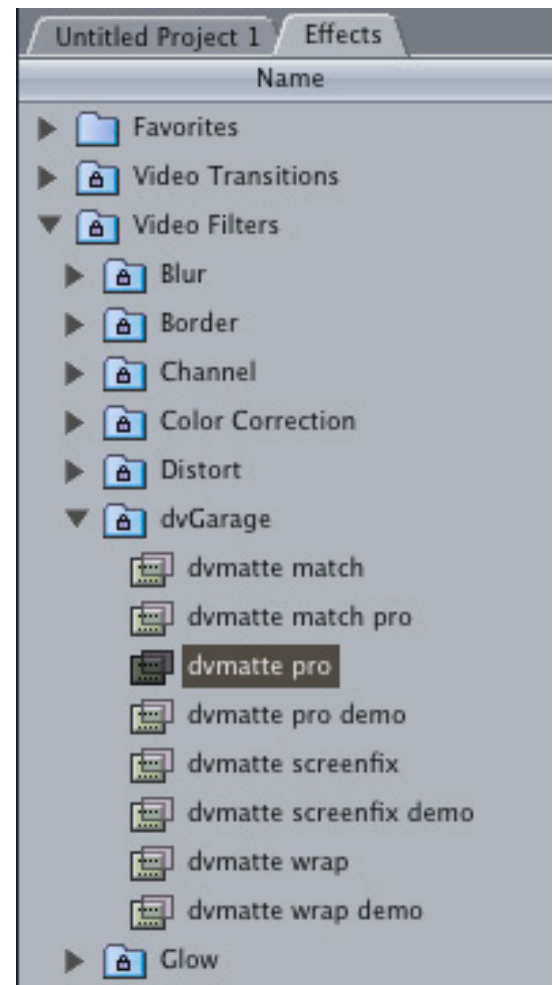 Untitled Project 1 Effects
Name
Favorites
Video Transitions
Video Filters
Blur
Border
Channel
Color Correction
Distort
dvGarage
dvmatte match
dvmatte match pro
dvmatte pro
dvmatte pro demo
dvmatte screenfix
dvmatte screenfix demo
dvmatte wrap
dvmatte wrap demo
Glow